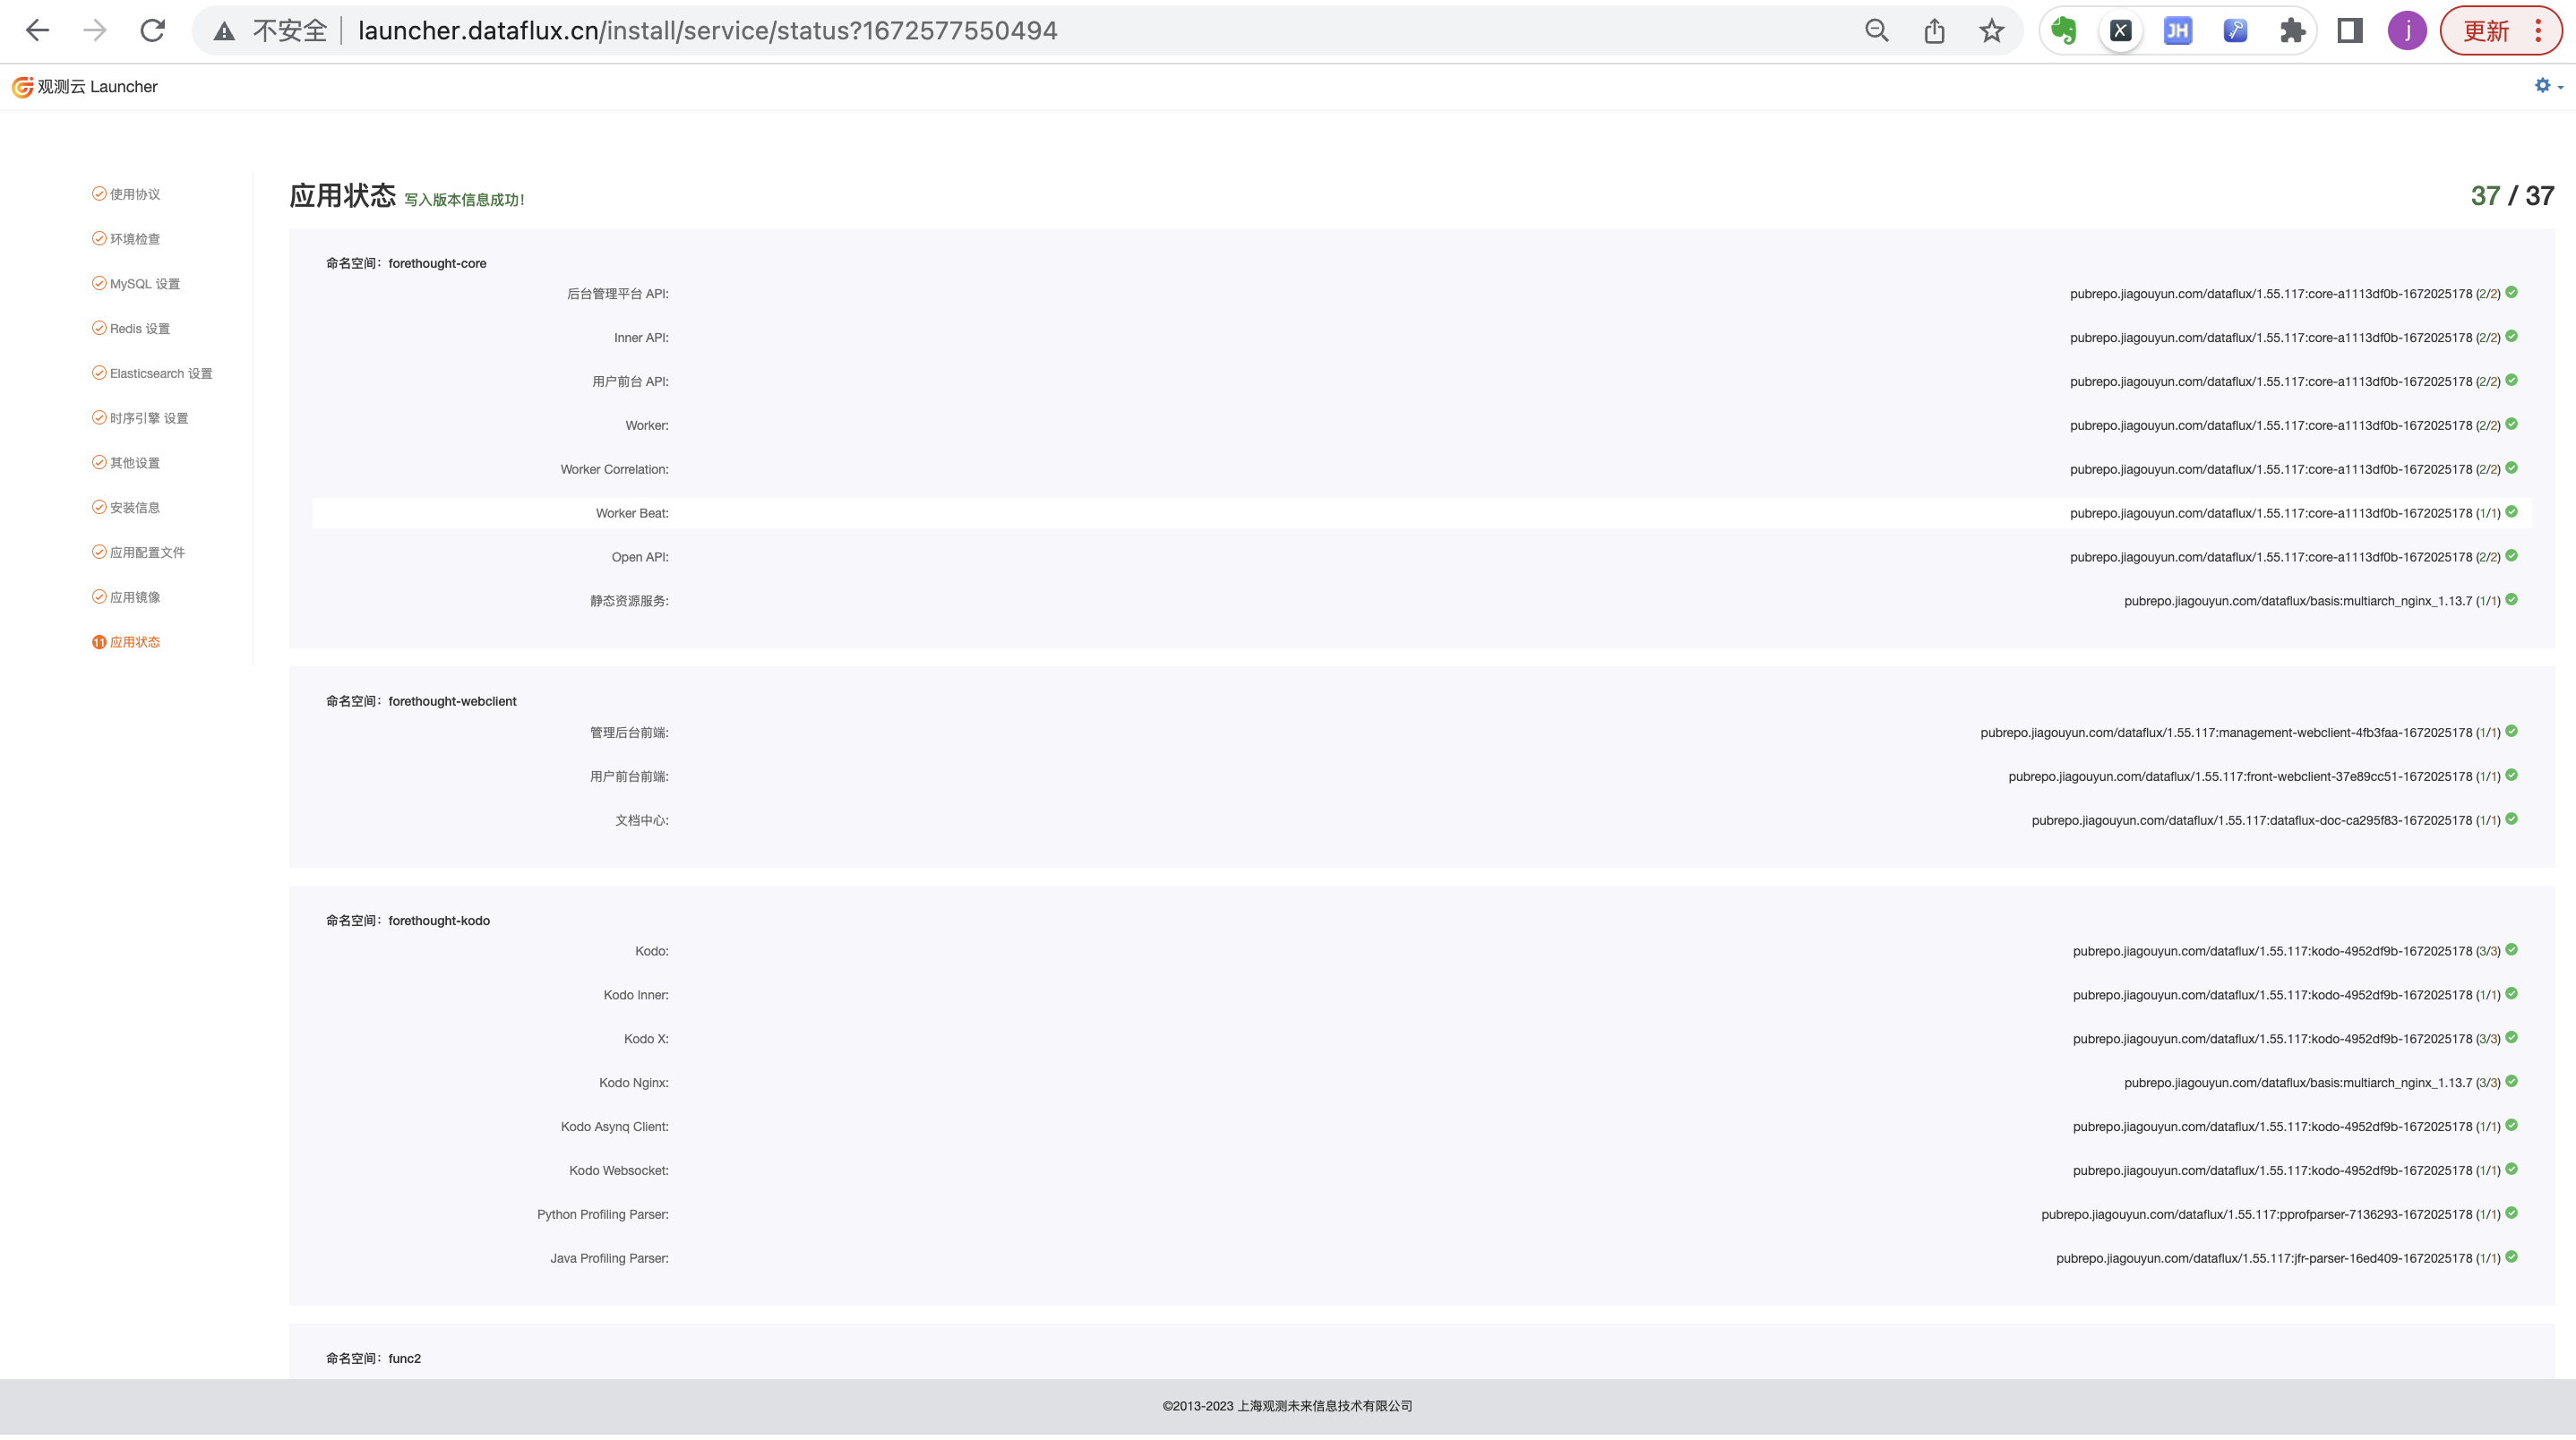 不安全 launcher.dataflux.cn/install/service/status?1672577550494 JH j 更新
观测云 Launcher
使用协议
环境检查
MySQL 设置
Redis 设置
Elasticsearch 设置
时序引擎 设置
其他设置
安装信息
应用配置文件
应用镜像
11 应用状态
应用状态 写入版本信息成功! 37 / 37
命名空间：forethought-core
后台管理平台 API: pubrepo.jiagouyun.com/dataflux/1.55.117:core-a1113df0b-1672025178 (2/2)
Inner API: pubrepo.jiagouyun.com/dataflux/1.55.117:core-a1113df0b-1672025178 (2/2)
用户前台 API: pubrepo.jiagouyun.com/dataflux/1.55.117:core-a1113df0b-1672025178 (2/2)
Worker: pubrepo.jiagouyun.com/dataflux/1.55.117:core-a1113df0b-1672025178 (2/2)
Worker Correlation: pubrepo.jiagouyun.com/dataflux/1.55.117:core-a1113df0b-1672025178 (2/2)
Worker Beat: pubrepo.jiagouyun.com/dataflux/1.55.117:core-a1113df0b-1672025178 (1/1)
Open API: pubrepo.jiagouyun.com/dataflux/1.55.117:core-a1113df0b-1672025178 (2/2)
静态资源服务: pubrepo.jiagouyun.com/dataflux/basis:multiarch_nginx_1.13.7 (1/1)
命名空间：forethought-webclient
管理后台前端: pubrepo.jiagouyun.com/dataflux/1.55.117:management-webclient-4fb3faa-1672025178 (1/1)
用户前台前端: pubrepo.jiagouyun.com/dataflux/1.55.117:front-webclient-37e89cc51-1672025178 (1/1)
文档中心: pubrepo.jiagouyun.com/dataflux/1.55.117:dataflux-doc-ca295f83-1672025178 (1/1)
命名空间：forethought-kodo
Kodo: pubrepo.jiagouyun.com/dataflux/1.55.117:kodo-4952df9b-1672025178 (3/3)
Kodo Inner: pubrepo.jiagouyun.com/dataflux/1.55.117:kodo-4952df9b-1672025178 (1/1)
Kodo X: pubrepo.jiagouyun.com/dataflux/1.55.117:kodo-4952df9b-1672025178 (3/3)
Kodo Nginx: pubrepo.jiagouyun.com/dataflux/basis:multiarch_nginx_1.13.7 (3/3)
Kodo Asynq Client: pubrepo.jiagouyun.com/dataflux/1.55.117:kodo-4952df9b-1672025178 (1/1)
Kodo Websocket: pubrepo.jiagouyun.com/dataflux/1.55.117:kodo-4952df9b-1672025178 (1/1)
Python Profiling Parser: pubrepo.jiagouyun.com/dataflux/1.55.117:pprofparser-7136293-1672025178 (1/1)
Java Profiling Parser: pubrepo.jiagouyun.com/dataflux/1.55.117:jfr-parser-16ed409-1672025178 (1/1)
命名空间：func2
©2013-2023 上海观测未来信息技术有限公司